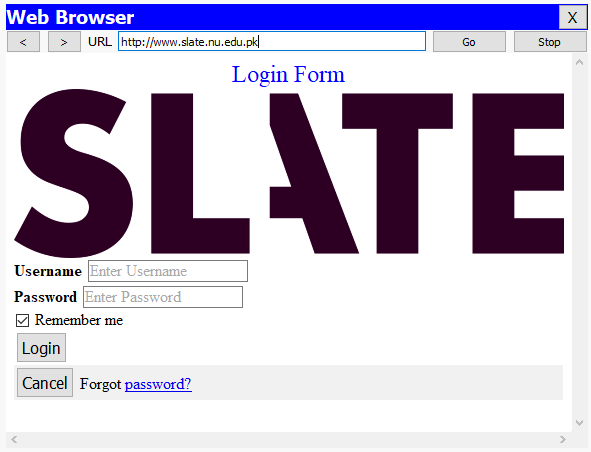 Web Browser X
< > URL http://www.slate.nu.edu.pk Go Stop
Login Form
SLATE
Username Enter Username
Password Enter Password
Remember me
Login
Cancel Forgot password?